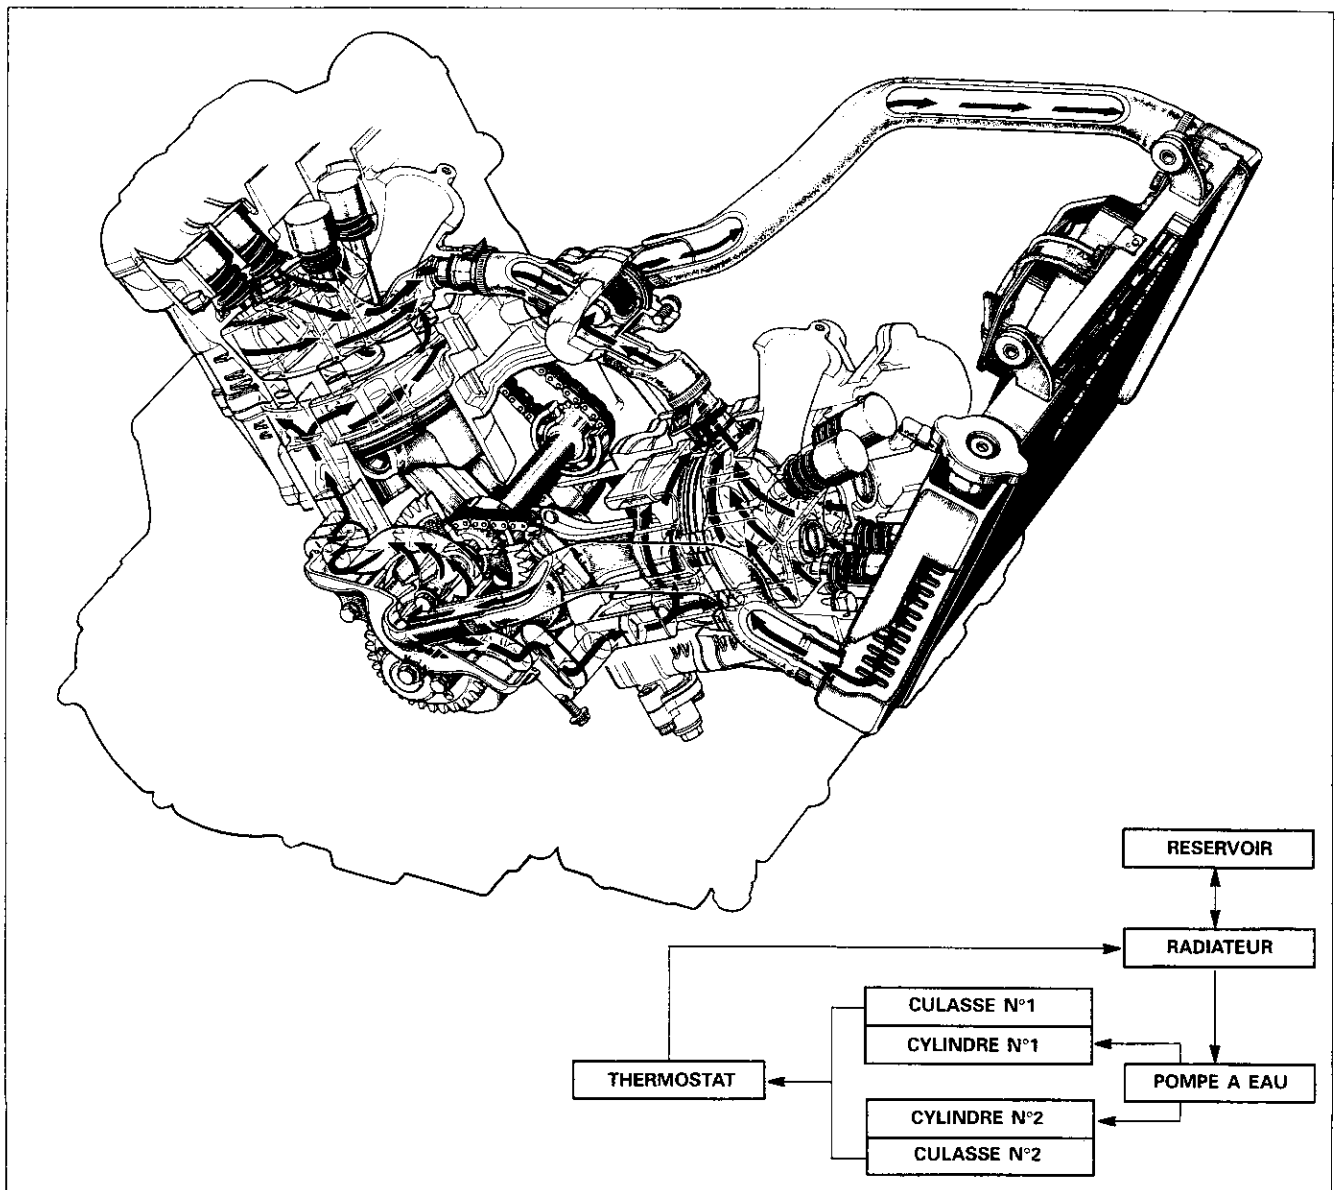 RESERVOIR
RADIATEUR
CULASSE N°1
CYLINDRE N°1
THERMOSTAT
POMPE A EAU
CYLINDRE N°2
CULASSE N°2